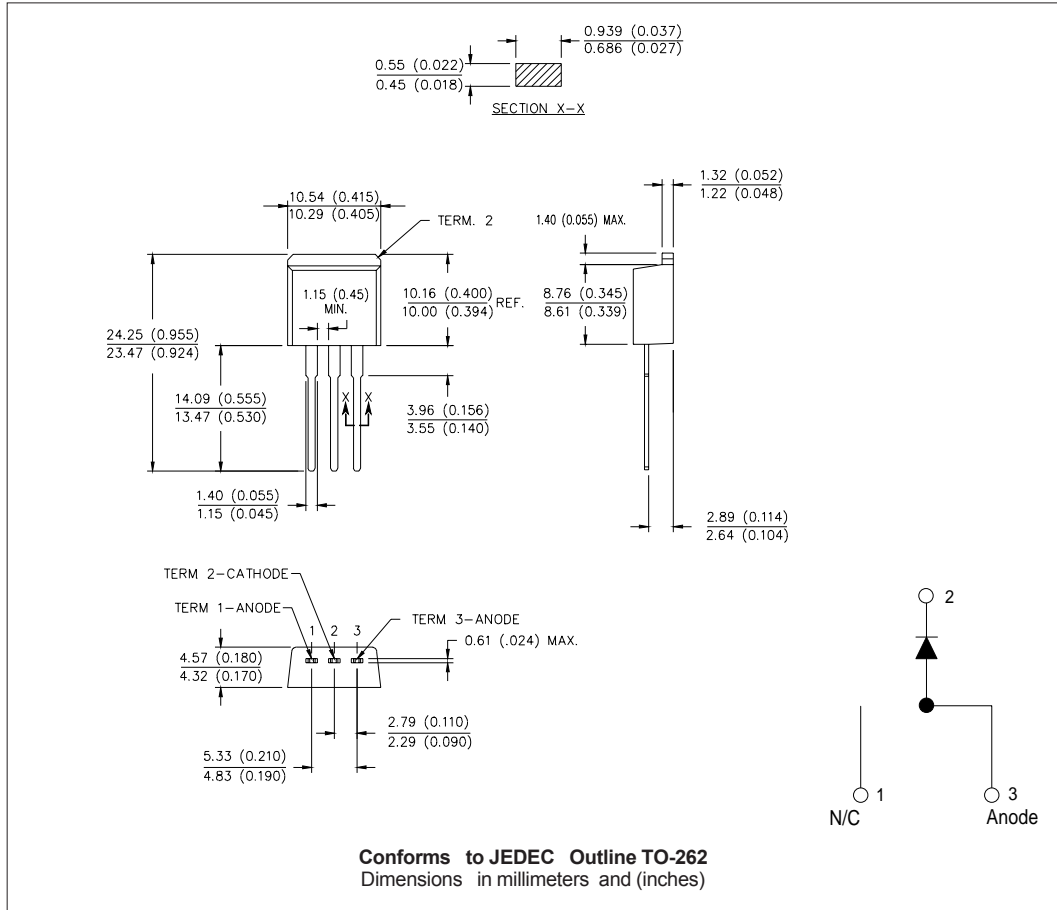 0.939 (0.037)
0.686 (0.027)
0.55 (0.022)
0.45 (0.018)
SECTION X-X
1.32 (0.052)
1.22 (0.048)
10.54 (0.415)
10.29 (0.405)
TERM. 2
1.40 (0.055) MAX.
1.15 (0.45)
MIN.
10.16 (0.400)
10.00 (0.394)
REF.
8.76 (0.345)
8.61 (0.339)
24.25 (0.955)
23.47 (0.924)
14.09 (0.555)
13.47 (0.530)
X X
3.96 (0.156)
3.55 (0.140)
1.40 (0.055)
1.15 (0.045)
2.89 (0.114)
2.64 (0.104)
TERM 2-CATHODE
TERM 1-ANODE
TERM 3-ANODE
1 2 3
0.61 (.024) MAX.
4.57 (0.180)
4.32 (0.170)
2.79 (0.110)
2.29 (0.090)
5.33 (0.210)
4.83 (0.190)
2
1
N/C
3
Anode
Conforms to JEDEC Outline TO-262
Dimensions in millimeters and (inches)